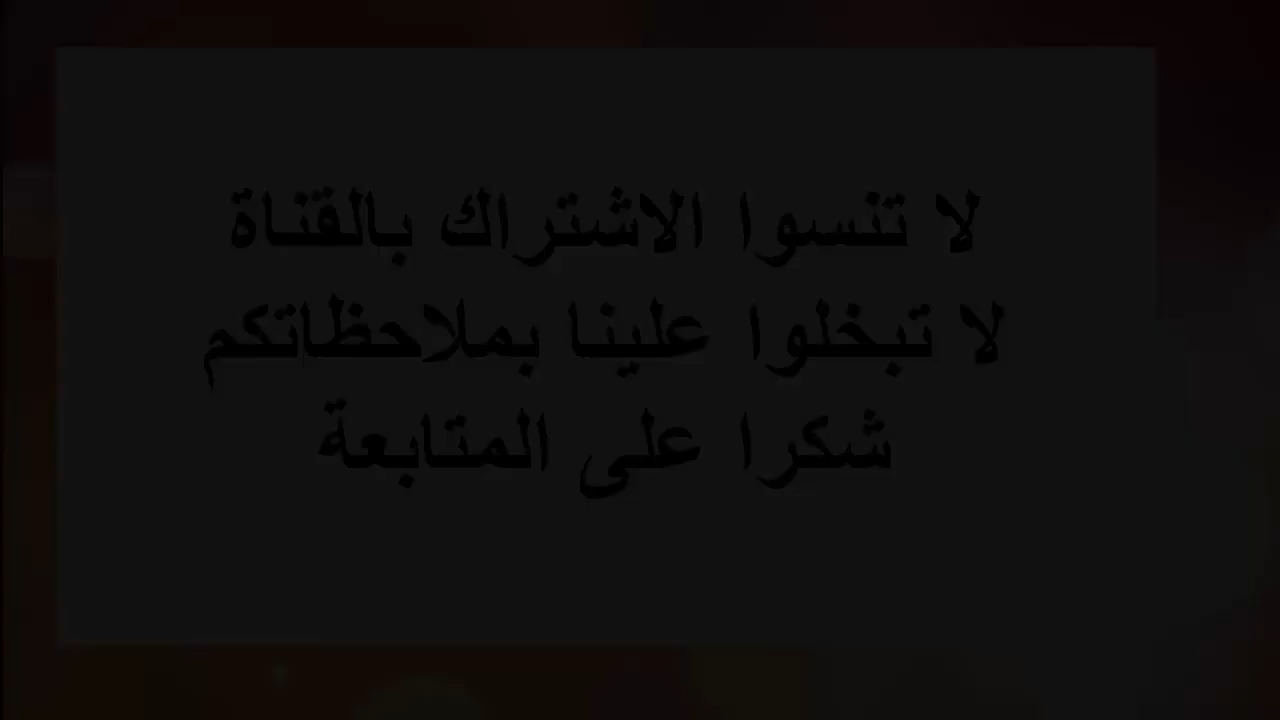 لا تنسوا الاشتراك بالقناة
لا تبخلوا علينا بملاحظاتكم
شكرا على المتابعة